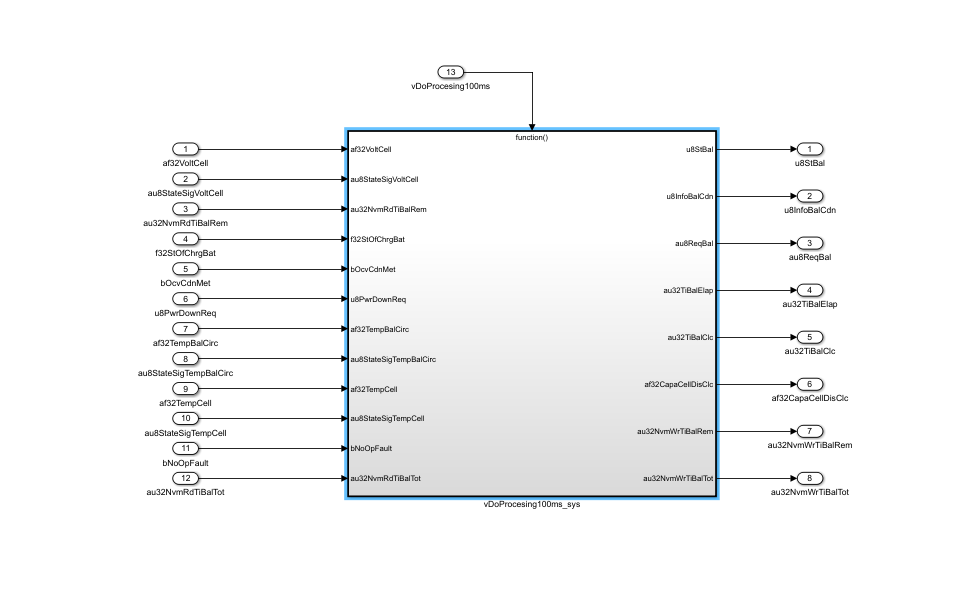 13
vDoProcesing100ms
function()
1
af32VoltCell
2
au8StateSigVoltCell
3
au32NvmRdTiBalRem
4
f32StOfChrgBat
5
bOcvCdnMet
6
u8PwrDownReq
7
af32TempBalCirc
8
au8StateSigTempBalCirc
9
af32TempCell
10
au8StateSigTempCell
11
bNoOpFault
12
au32NvmRdTiBalTot
af32VoltCell
au8StateSigVoltCell
au32NvmRdTiBalRem
f32StOfChrgBat
bOcvCdnMet
u8PwrDownReq
af32TempBalCirc
au8StateSigTempBalCirc
af32TempCell
au8StateSigTempCell
bNoOpFault
au32NvmRdTiBalTot
u8StBal
u8InfoBalCdn
au8ReqBal
au32TiBalElap
au32TiBalClc
af32CapaCellDisClc
au32NvmWrTiBalRem
au32NvmWrTiBalTot
1
u8StBal
2
u8InfoBalCdn
3
au8ReqBal
4
au32TiBalElap
5
au32TiBalClc
6
af32CapaCellDisClc
7
au32NvmWrTiBalRem
8
au32NvmWrTiBalTot
vDoProcesing100ms_sys